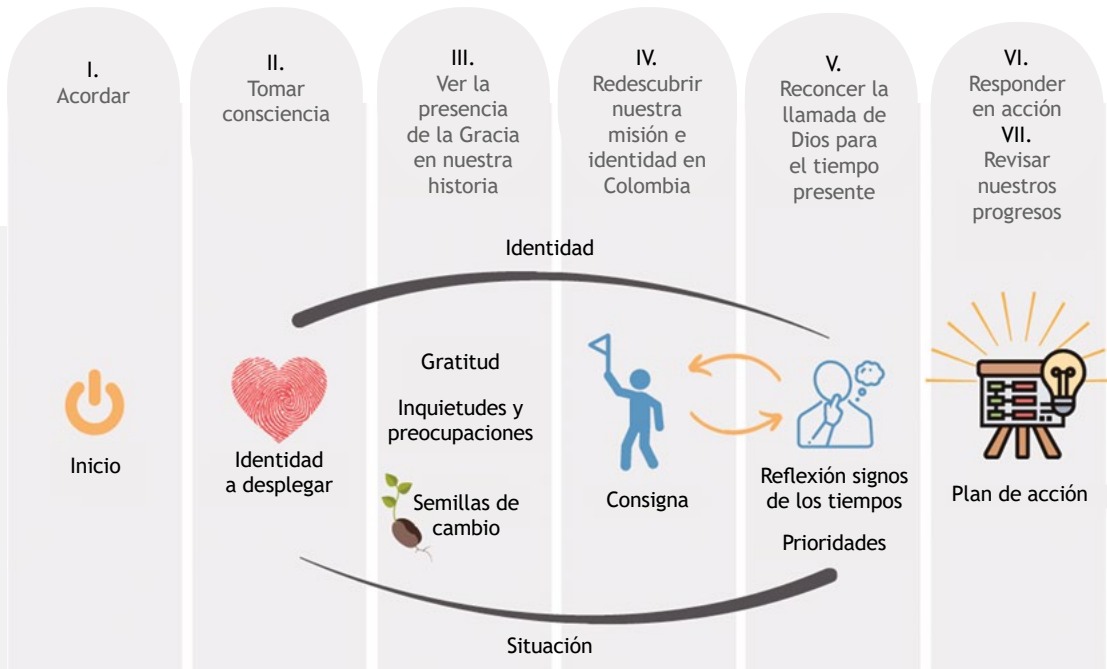 I.
Acordar
II.
Tomar
consciencia
III.
Ver la
presencia
de la Gracia
en nuestra
historia
IV.
Redescubrir
nuestra
misión e
identidad en
Colombia
V.
Reconcer la
llamada de
Dios para
el tiempo
presente
VI.
Responder
en acción
VII.
Revisar
nuestros
progresos
Identidad
Inicio
Identidad
a desplegar
Gratitud
Inquietudes y
preocupaciones
Semillas de
cambio
Consigna
Reflexión signos
de los tiempos
Prioridades
Plan de acción
Situación